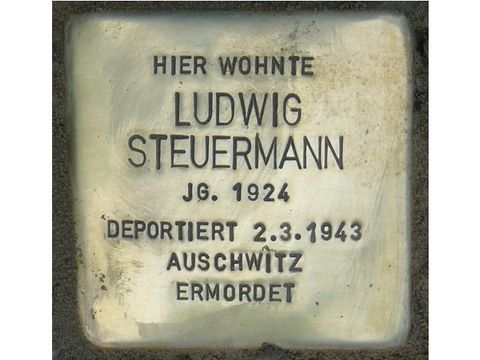 HIER WOHNTE
LUDWIG
STEUERMANN
JG. 1924
DEPORTIERT 2.3.1943
AUSCHWITZ
ERMORDET